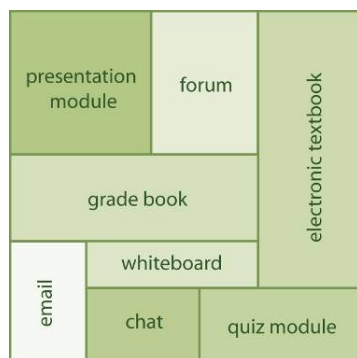 presentation
module
forum
electronic textbook
grade book
whiteboard
email
chat
quiz module